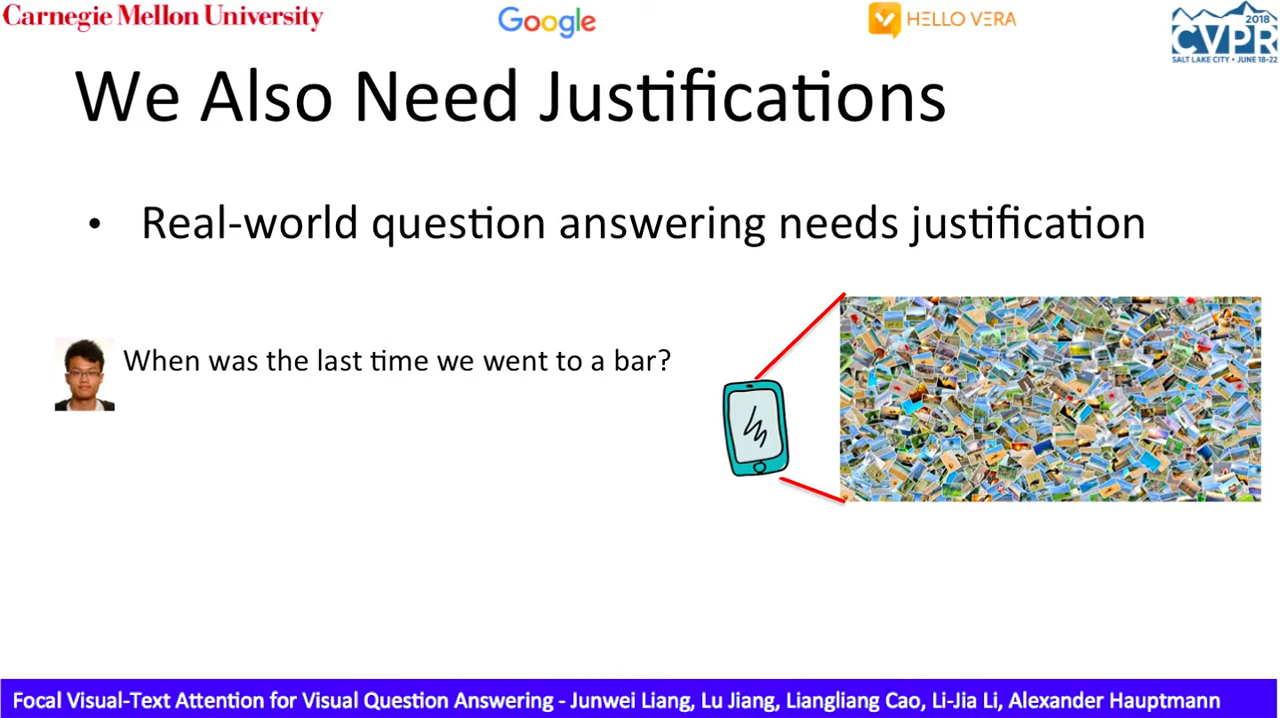 Carnegie Mellon University
Google
HELLO VERA
2018
CVPR
SALT LAKE CITY • JUNE 18-22
We Also Need Justifications
• Real-world question answering needs justification
When was the last time we went to a bar?
Focal Visual-Text Attention for Visual Question Answering - Junwei Liang, Lu Jiang, Liangliang Cao, Li-Jia Li, Alexander Hauptmann